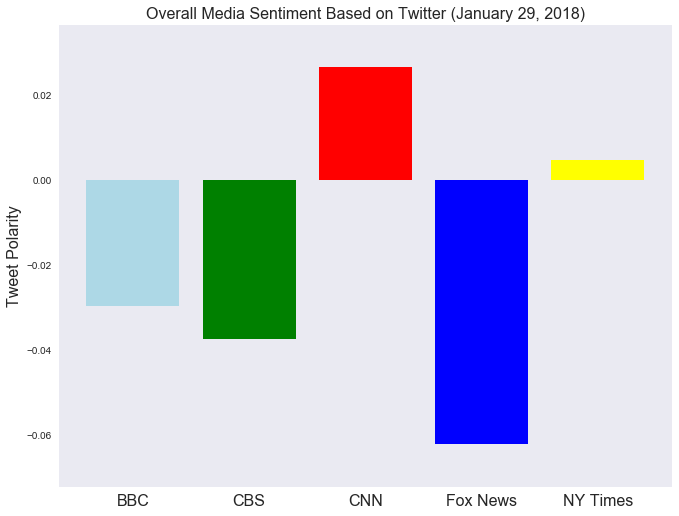 Overall Media Sentiment Based on Twitter (January 29, 2018)
Tweet Polarity
0.02
0.00
−0.02
−0.04
−0.06
BBC CBS CNN Fox News NY Times